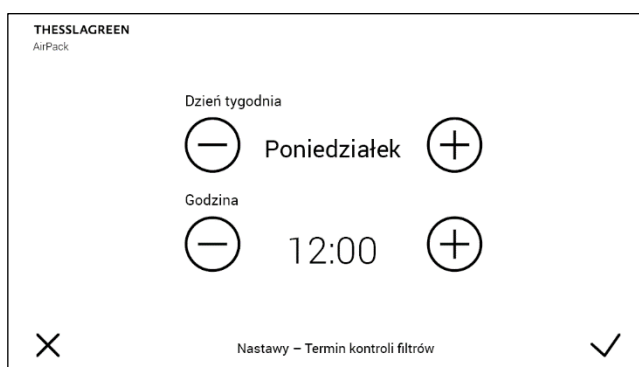 THESSLAGREEN
AirPack
Dzień tygodnia
Poniedziałek
Godzina
12:00
Nastawy – Termin kontroli filtrów